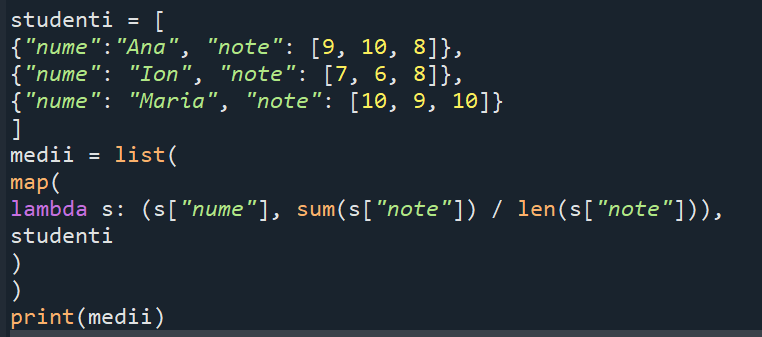 studenti = [
{"nume":"Ana", "note": [9, 10, 8]},
{"nume": "Ion", "note": [7, 6, 8]},
{"nume": "Maria", "note": [10, 9, 10]}
]
medii = list(
map(
lambda s: (s["nume"], sum(s["note"]) / len(s["note"])),
studenti
)
)
print(medii)